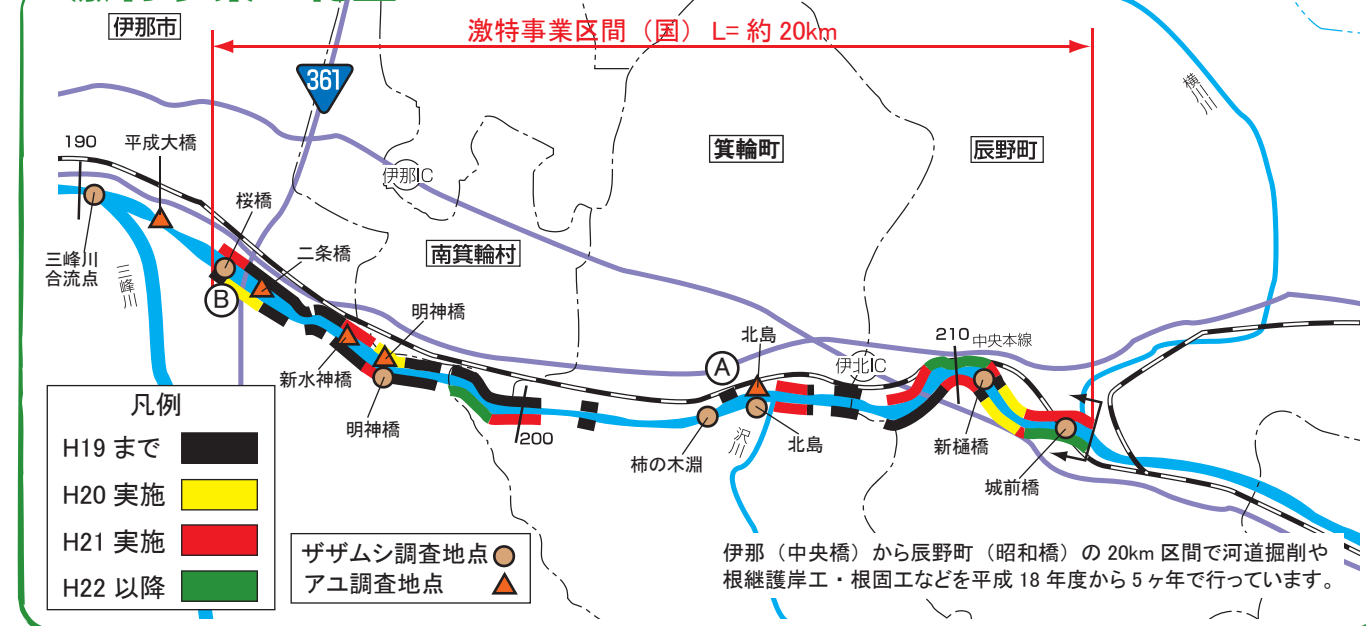 伊那市
激特事業区間（国） L= 約 20km
361
横川川
190
平成大橋
箕輪町
辰野町
伊那IC
桜橋
三峰川
合流点
三峰川
二条橋
南箕輪村
B
明神橋
新水神橋
明神橋
200
A
北島
伊北IC
210
中央本線
柿の木淵
沢川
北島
新樋橋
城前橋
凡例
H19 まで
H20 実施
H21 実施
H22 以降
ザザムシ調査地点
アユ調査地点
伊那（中央橋）から辰野町（昭和橋）の 20km 区間で河道掘削や
根継護岸工・根固工などを平成 18 年度から 5 ヶ年で行っています。